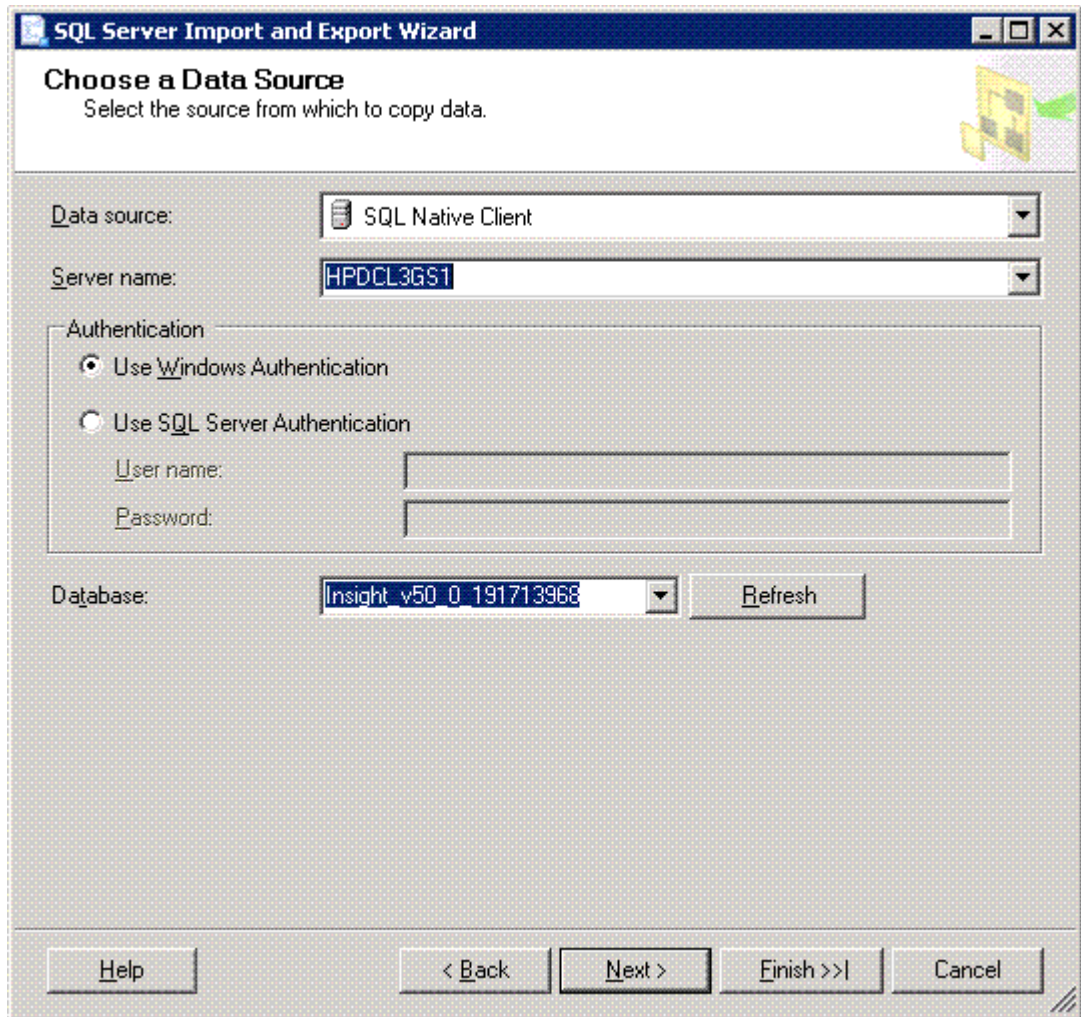 SQL Server Import and Export Wizard
Choose a Data Source
Select the source from which to copy data.
Data source: SQL Native Client
Server name: HPDCL3GS1
Authentication
Use Windows Authentication
Use SQL Server Authentication
User name:
Password:
Database: Insight_v50_0_191713968 Refresh
Help < Back Next > Finish >>| Cancel